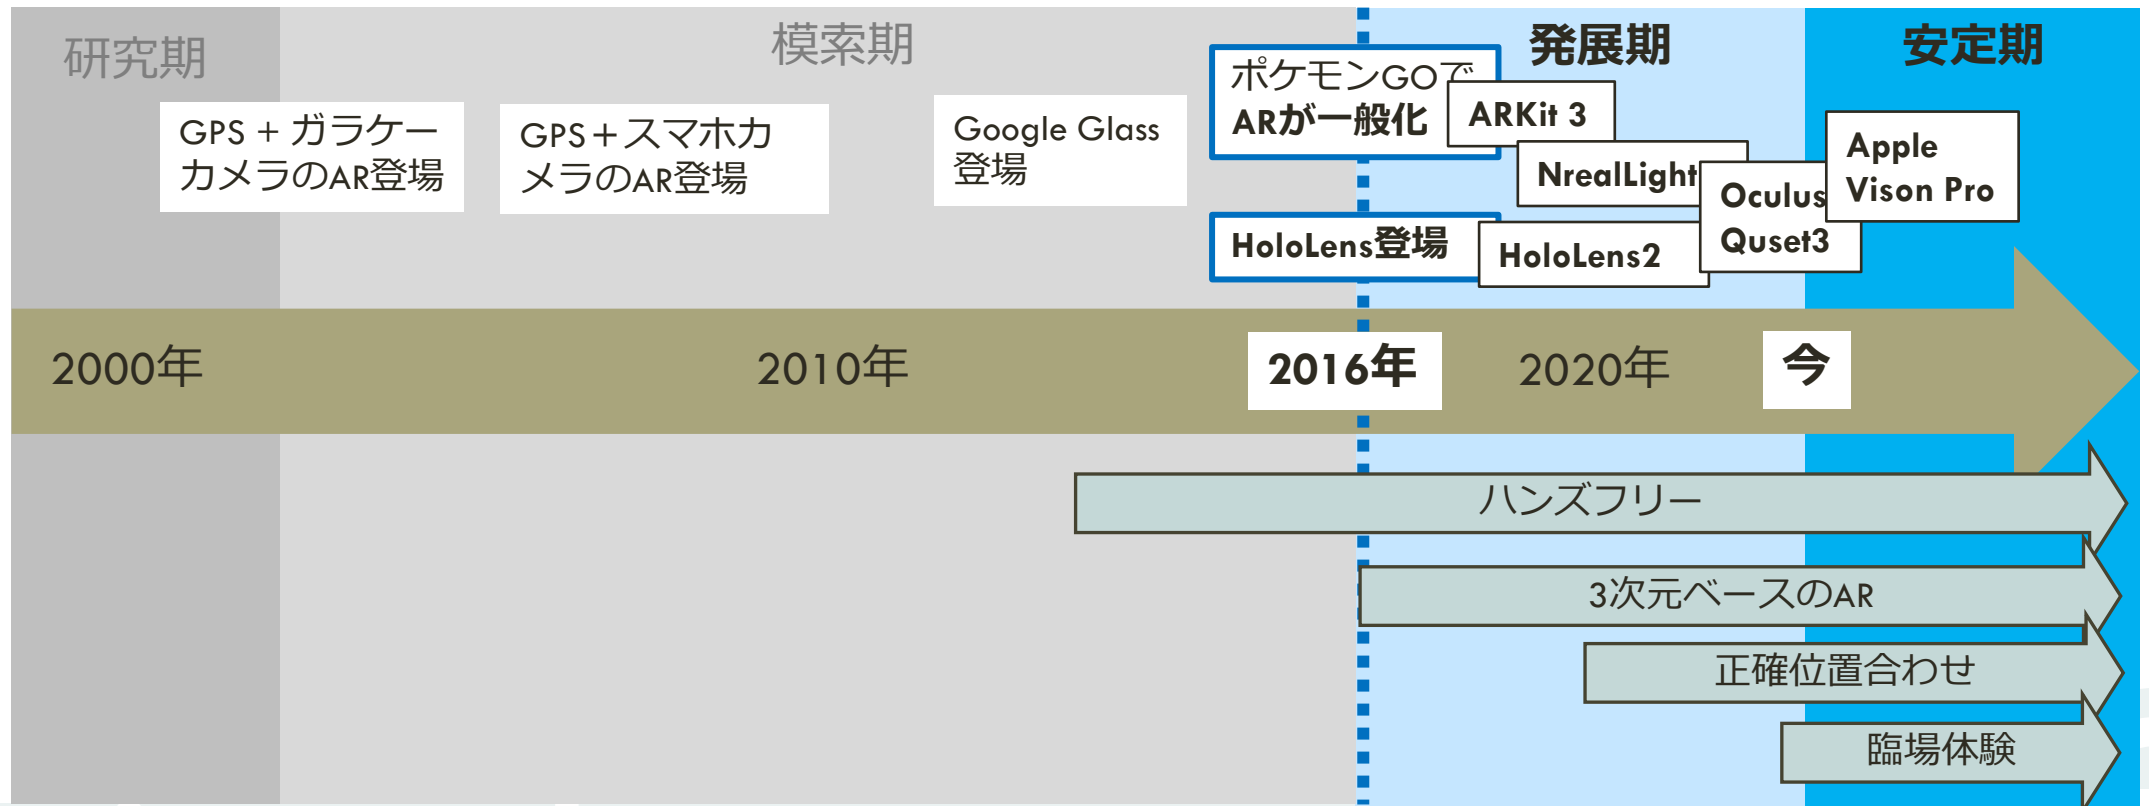 研究期
模索期
発展期
安定期
GPS + ガラケー
カメラのAR登場
GPS＋スマホカ
メラのAR登場
Google Glass
登場
ポケモンGOで
ARが一般化
HoloLens登場
ARKit 3
NrealLight
HoloLens2
Oculus
Quset3
Apple
Vison Pro
2000年
2010年
2016年
2020年
今
ハンズフリー
3次元ベースのAR
正確位置合わせ
臨場体験